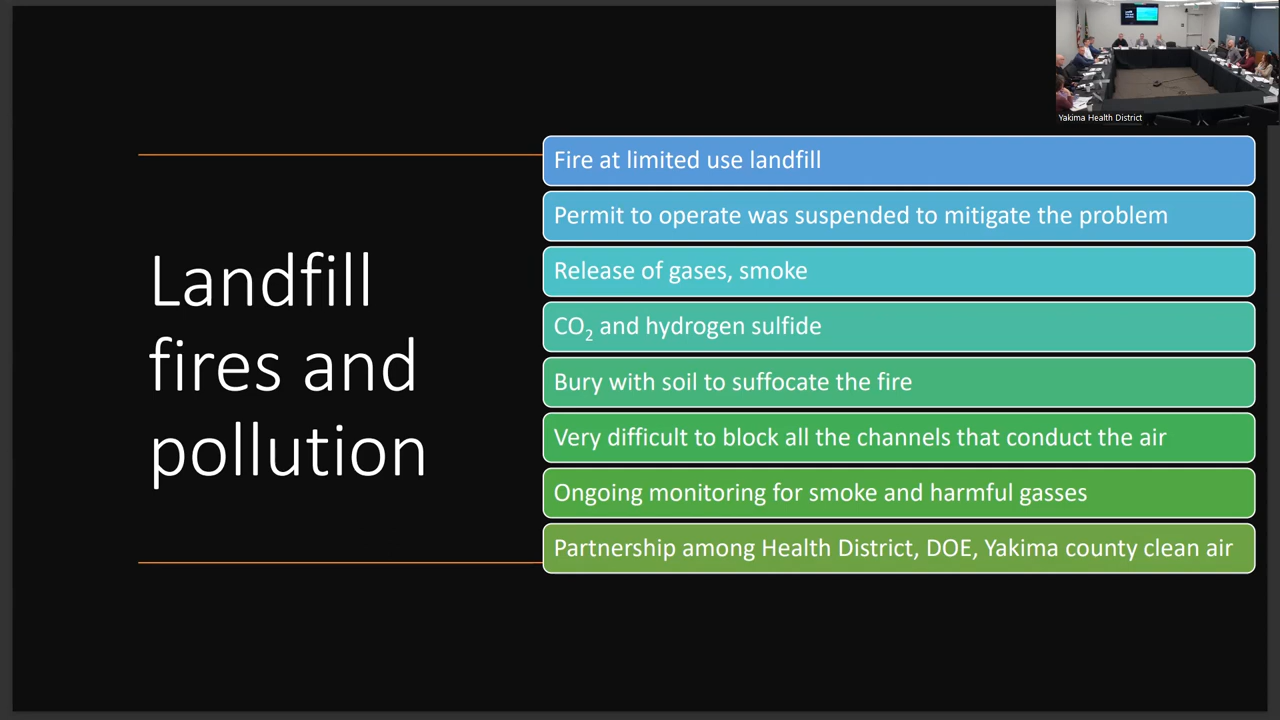 Yakima Health District
Landfill
fires and
pollution
Fire at limited use landfill
Permit to operate was suspended to mitigate the problem
Release of gases, smoke
CO₂ and hydrogen sulfide
Bury with soil to suffocate the fire
Very difficult to block all the channels that conduct the air
Ongoing monitoring for smoke and harmful gasses
Partnership among Health District, DOE, Yakima county clean air